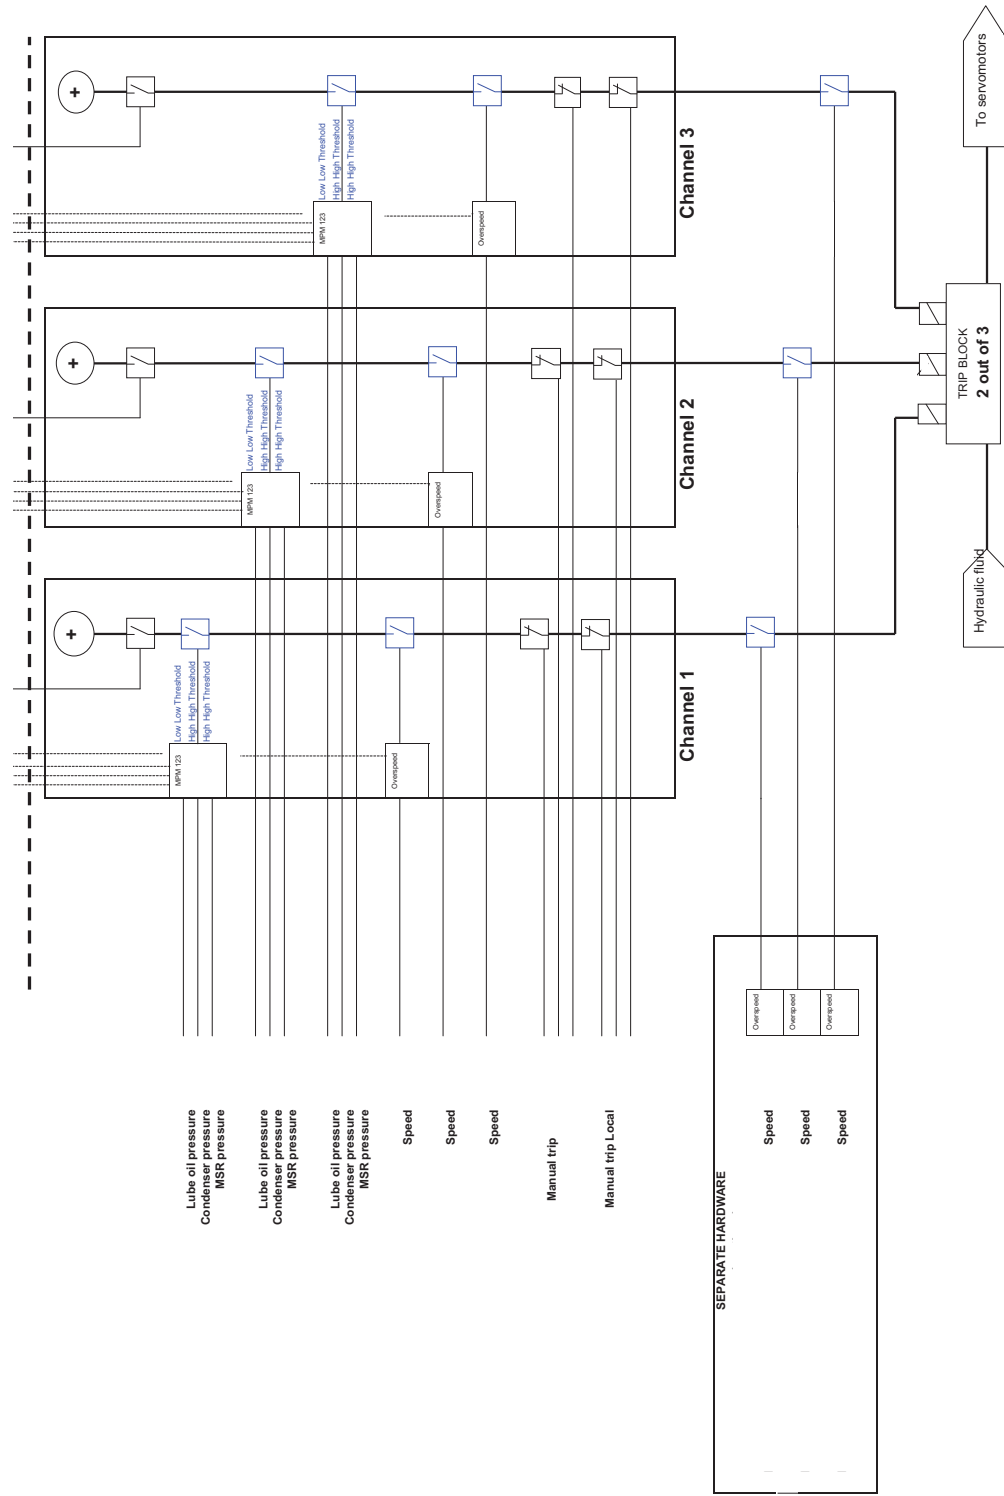 Lube oil pressure
Condenser pressure
MSR pressure
Lube oil pressure
Condenser pressure
MSR pressure
Lube oil pressure
Condenser pressure
MSR pressure
Speed
Speed
Speed
Manual trip
Manual trip Local
MPM 123
Low Low Threshold
High High Threshold
High High Threshold
+
Overspeed
Channel 1
MPM 123
Low Low Threshold
High High Threshold
High High Threshold
+
Overspeed
Channel 2
MPM 123
Low Low Threshold
High High Threshold
High High Threshold
+
Overspeed
Channel 3
SEPARATE HARDWARE
Speed
Overspeed
Speed
Overspeed
Speed
Overspeed
Hydraulic fluid
TRIP BLOCK
2 out of 3
To servomotors